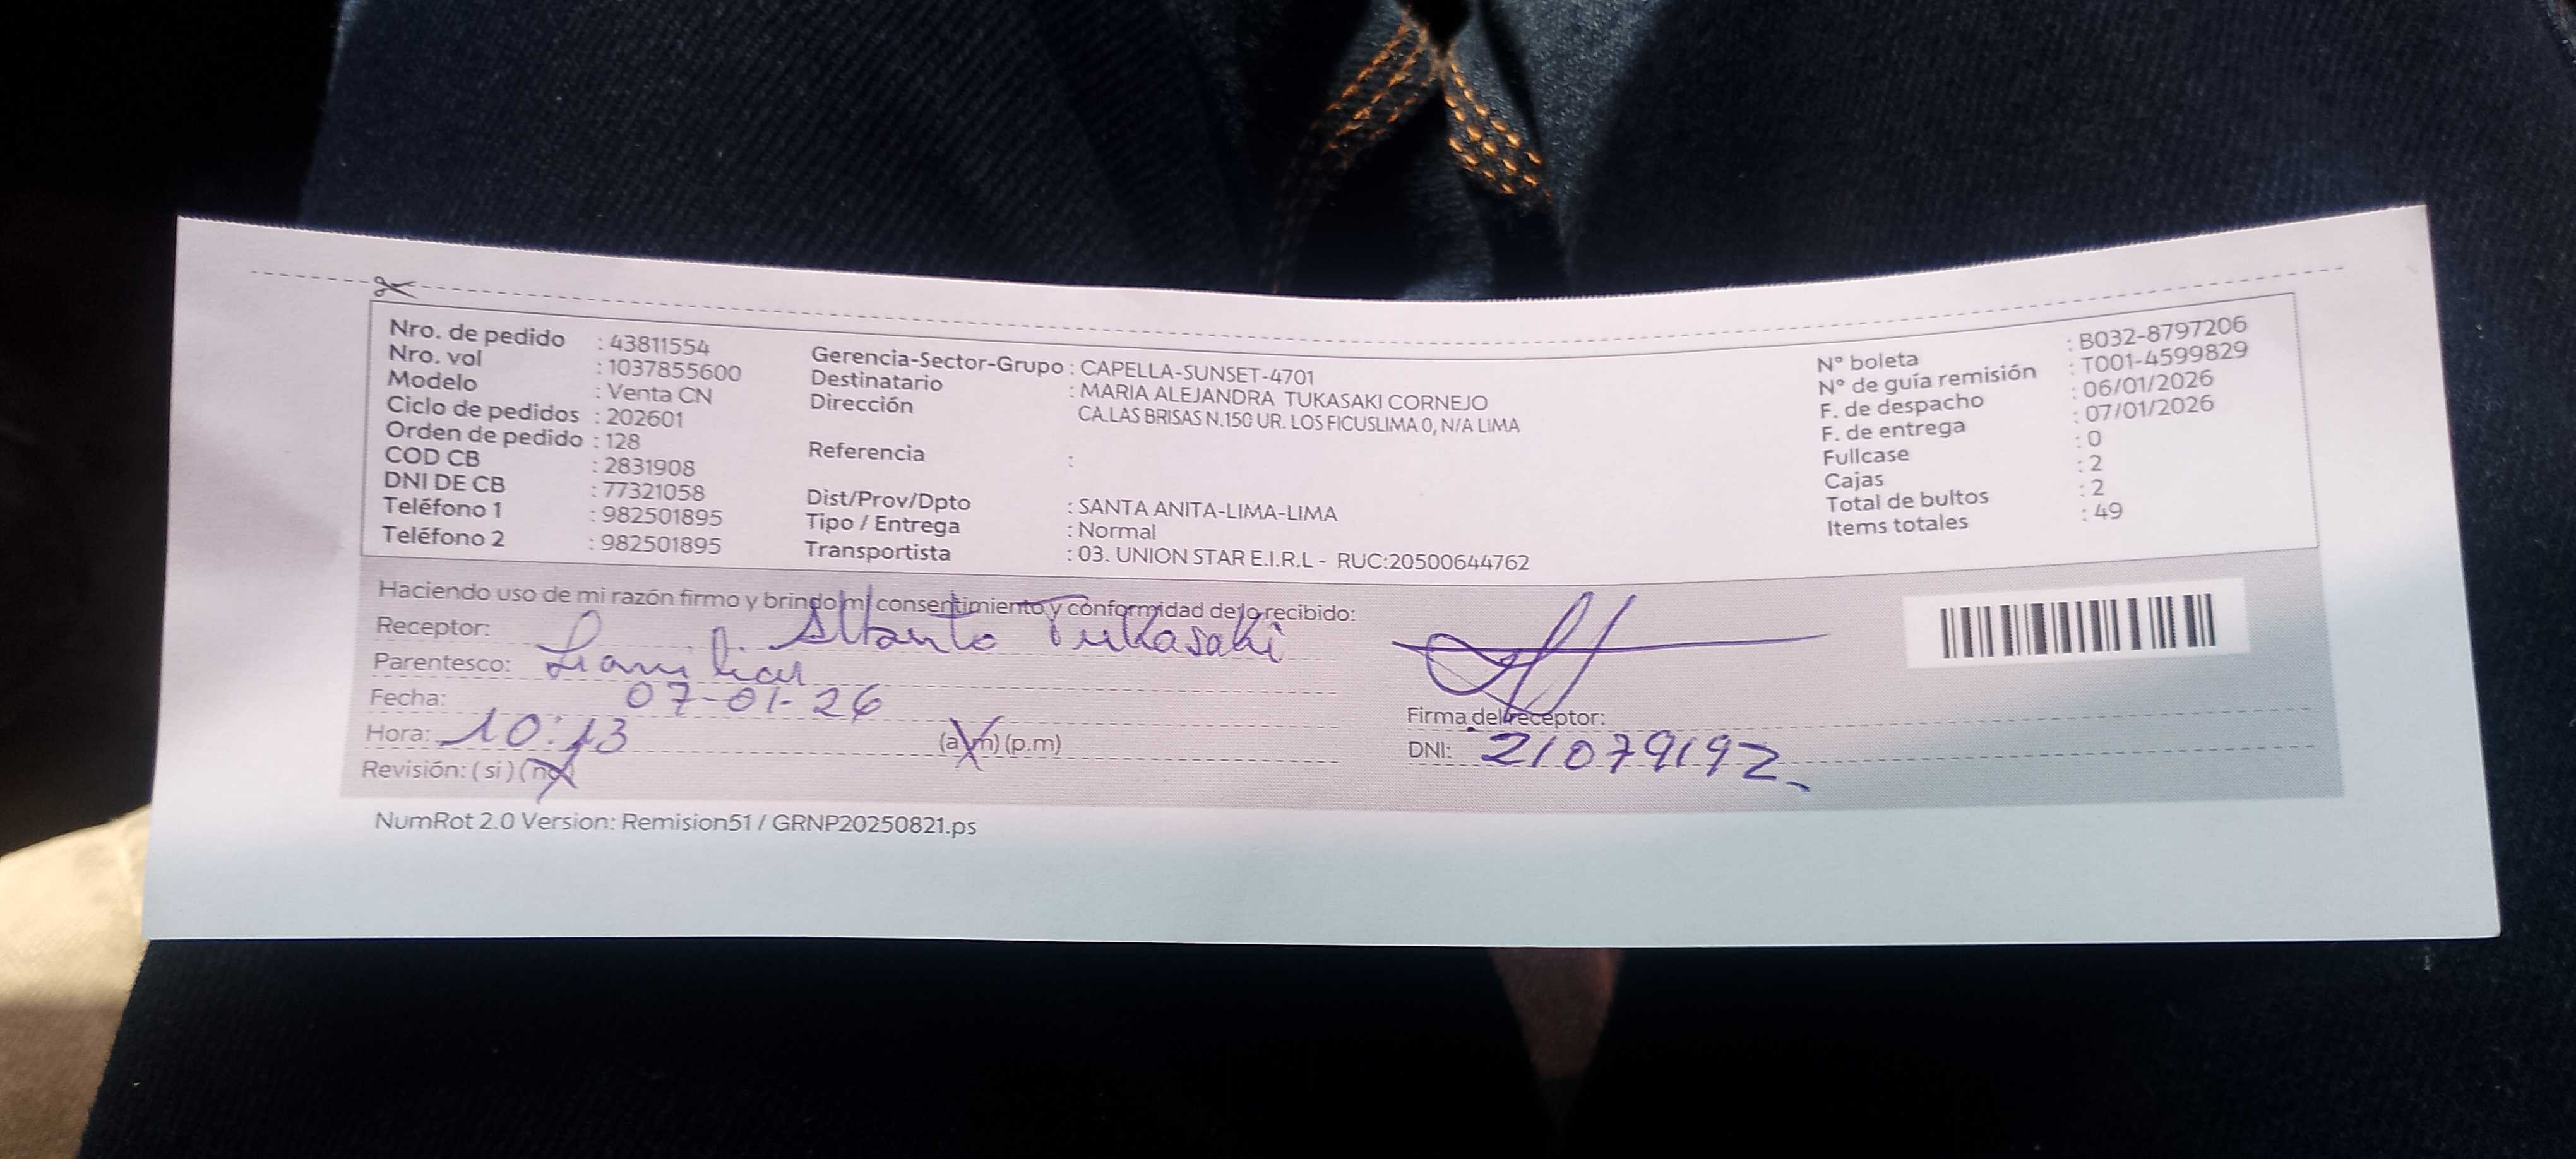 Nro. de pedido : 43811554
Nro. vol : 1037855600
Modelo : Venta CN
Ciclo de pedidos : 202601
Orden de pedido : 128
COD CB : 2831908
DNI DE CB : 77321058
Teléfono 1 : 982501895
Teléfono 2 : 982501895
Gerencia-Sector-Grupo : CAPELLA-SUNSET-4701
Destinatario : MARIA ALEJANDRA TUKASAKI CORNEJO
Dirección CA.LAS BRISAS N.150 UR. LOS FICUSLIMA 0, N/A LIMA
Referencia :
Dist/Prov/Dpto : SANTA ANITA-LIMA-LIMA
Tipo / Entrega : Normal
Transportista : 03. UNION STAR E.I.R.L - RUC:20500644762
N° boleta : B032-8797206
N° de guía remisión : T001-4599829
F. de despacho : 06/01/2026
F. de entrega : 07/01/2026
Fullcase : 0
Cajas : 2
Total de bultos : 2
Items totales : 49
Haciendo uso de mi razón firmo y brindo mi consentimiento y conformidad de lo recibido:
Receptor: Tukasaki
Parentesco: Familiar
Fecha: 07-01-26
Hora: 10:13 (a.m) (p.m)
Revisión: (si) (no)
Firma del receptor:
DNI: 21079192
NumRot 2.0 Version: Remision51 / GRNP20250821.ps